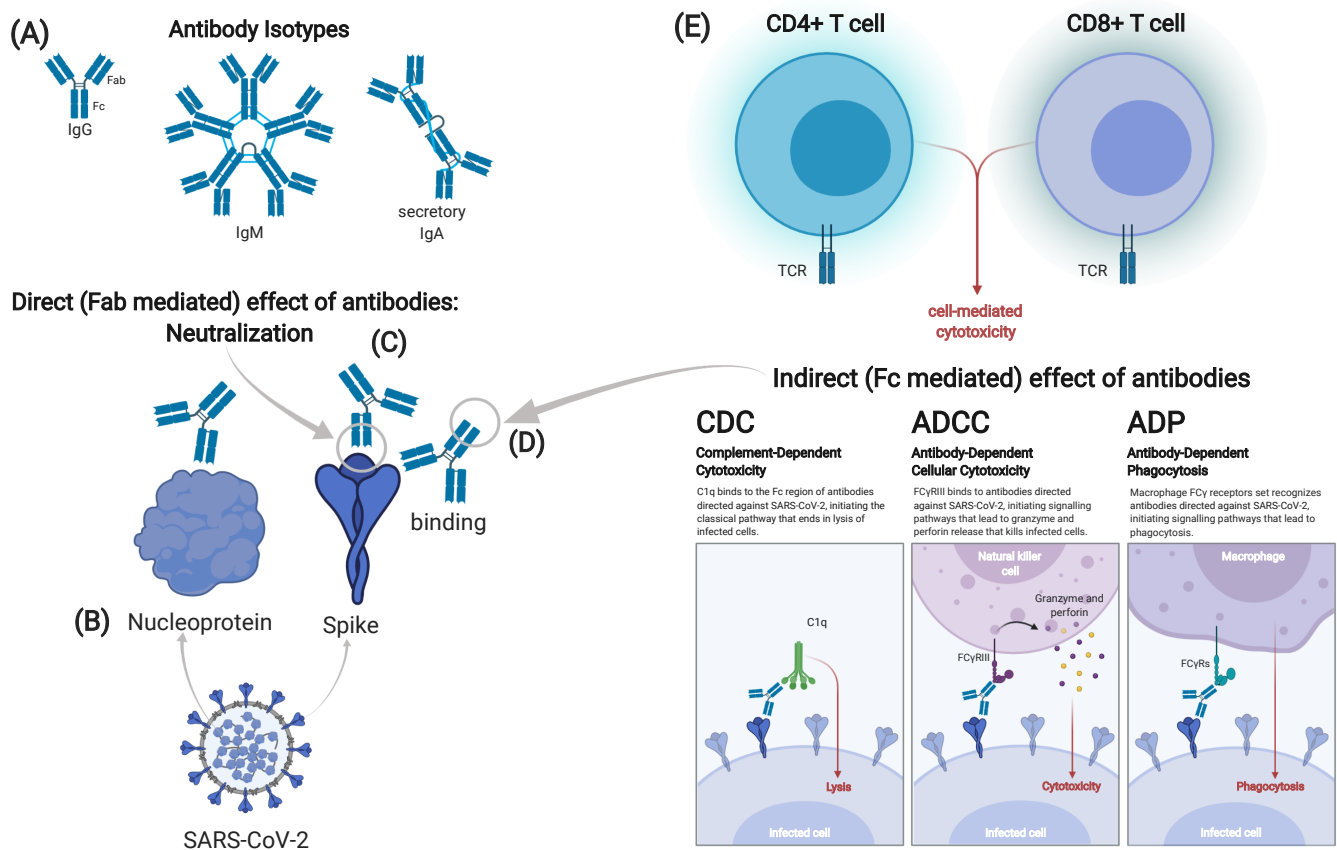 (A)
Antibody Isotypes
Fab
Fc
IgG
IgM
secretory
IgA
Direct (Fab mediated) effect of antibodies:
Neutralization
(C)
(D)
binding
(B)
Nucleoprotein
Spike
SARS-CoV-2
(E)
CD4+ T cell
CD8+ T cell
TCR
TCR
cell-mediated
cytotoxicity
Indirect (Fc mediated) effect of antibodies
CDC
Complement-Dependent
Cytotoxicity
C1q binds to the Fc region of antibodies
directed against SARS-CoV-2, initiating the
classical pathway that ends in lysis of
infected cells.
C1q
Lysis
Infected cell
ADCC
Antibody-Dependent
Cellular Cytotoxicity
FCγRIII binds to antibodies directed
against SARS-CoV-2, initiating signalling
pathways that lead to granzyme and
perforin release that kills infected cells.
Natural killer
cell
Granzyme and
perforin
FCγRIII
Cytotoxicity
Infected cell
ADP
Antibody-Dependent
Phagocytosis
Macrophage FCγ receptors set recognizes
antibodies directed against SARS-CoV-2,
initiating signalling pathways that lead to
phagocytosis.
Macrophage
FCγRs
Phagocytosis
Infected cell